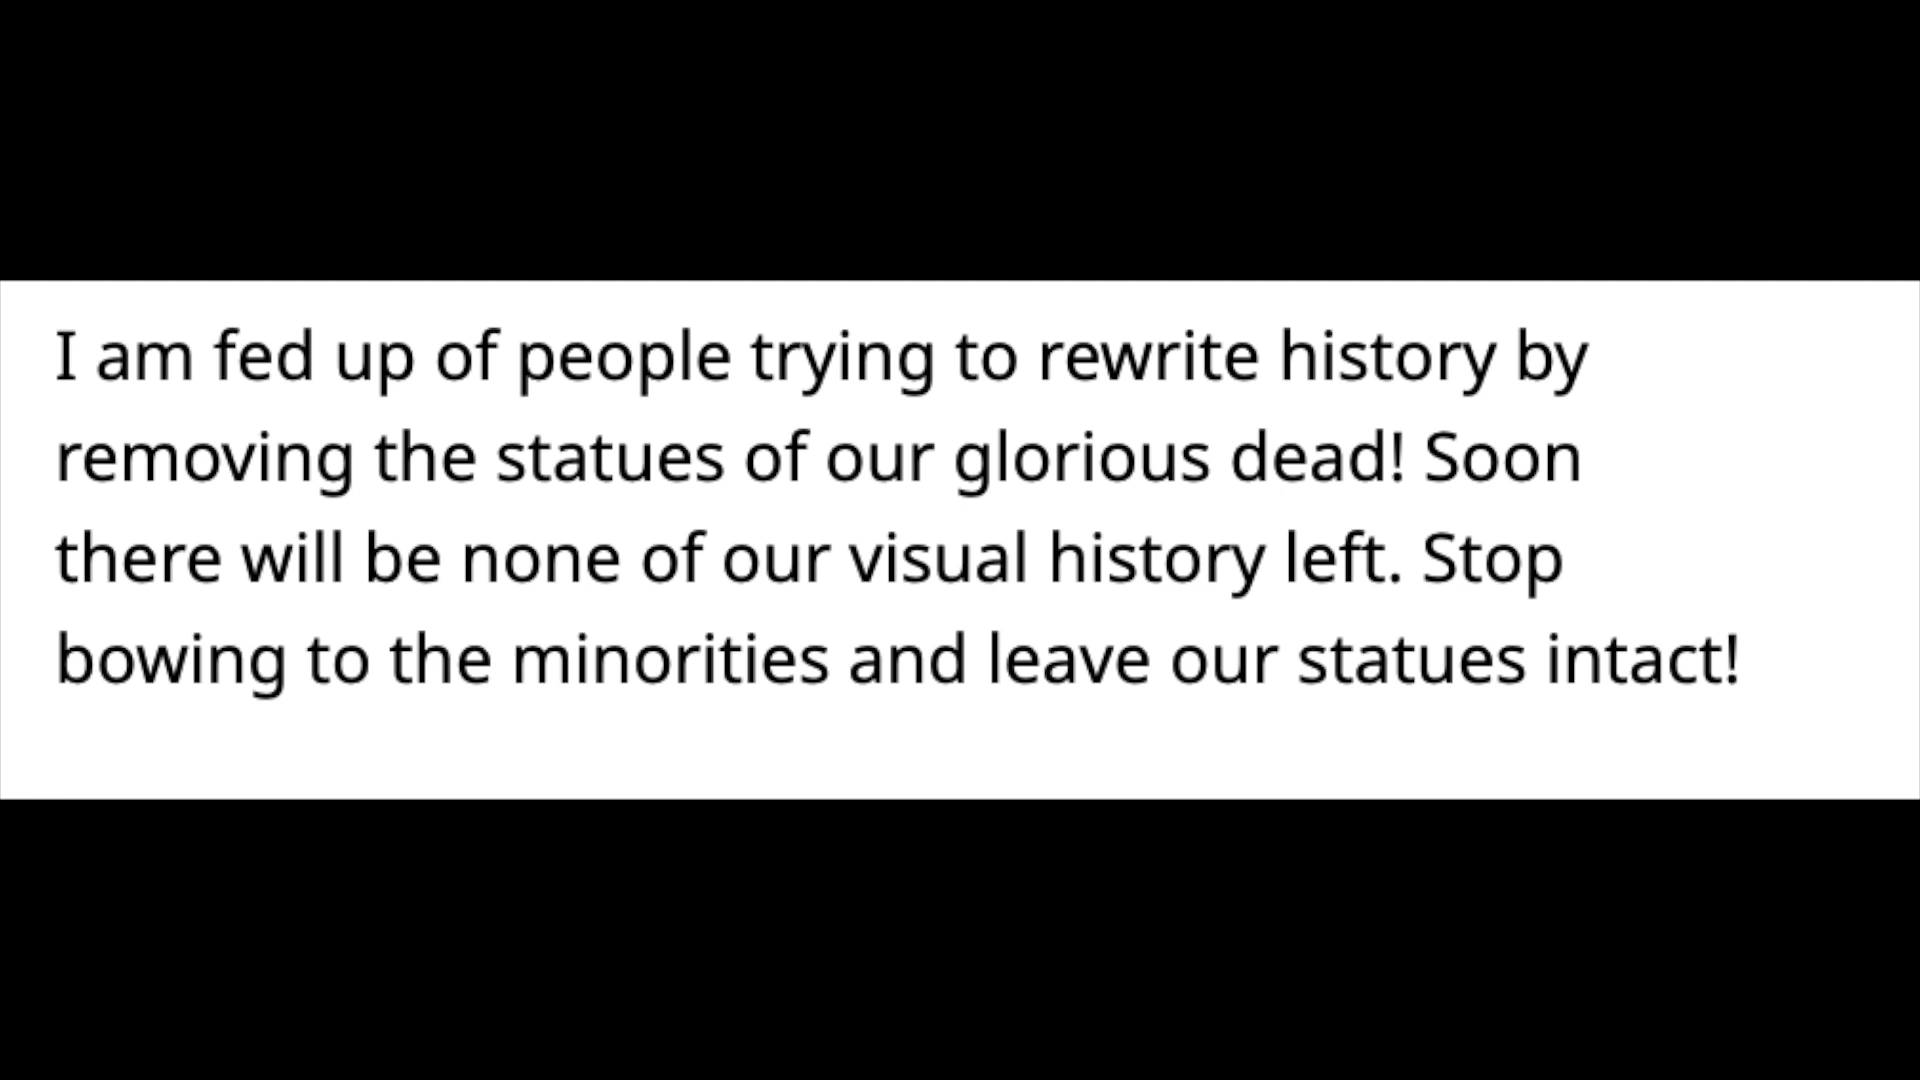 I am fed up of people trying to rewrite history by
removing the statues of our glorious dead! Soon
there will be none of our visual history left. Stop
bowing to the minorities and leave our statues intact!